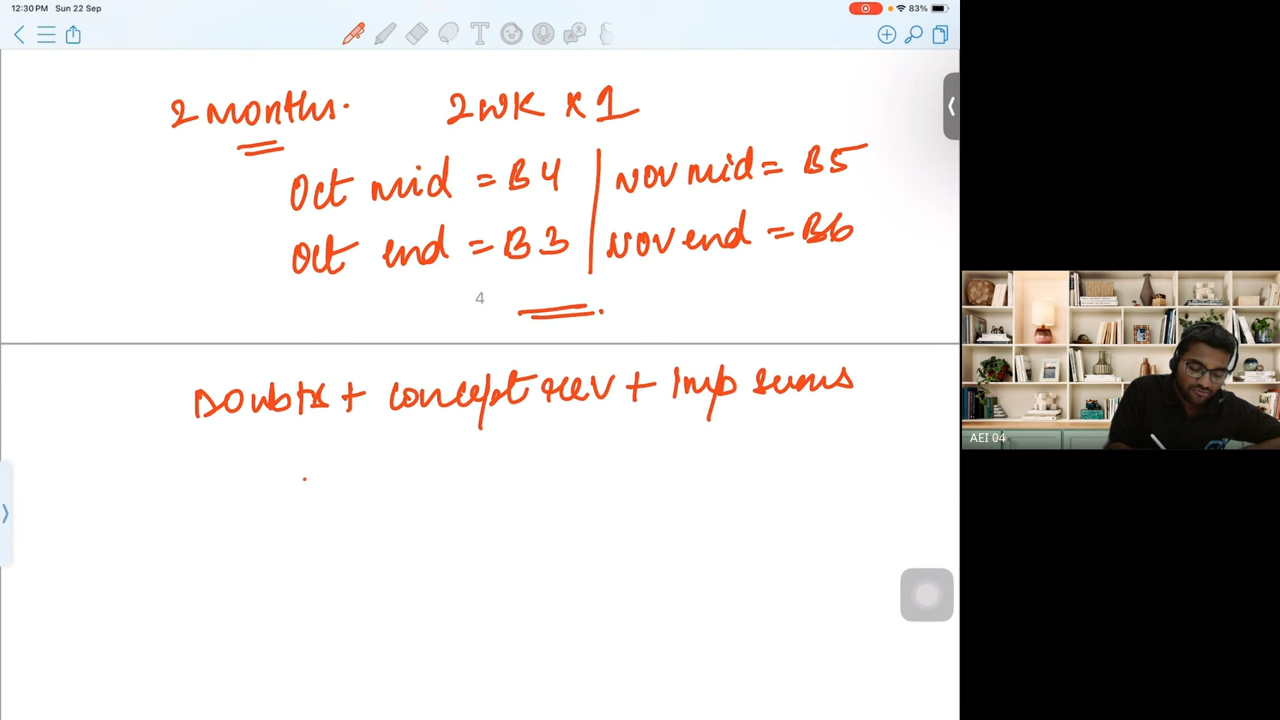 12:30 PM Sun 22 Sep
83%
2 months. 2WK x 1
Oct mid = B4 | NOV mid = B5
Oct end = B3 | NOV end = B6
4
Doubts + concept rev + Imp sums
AEI 04